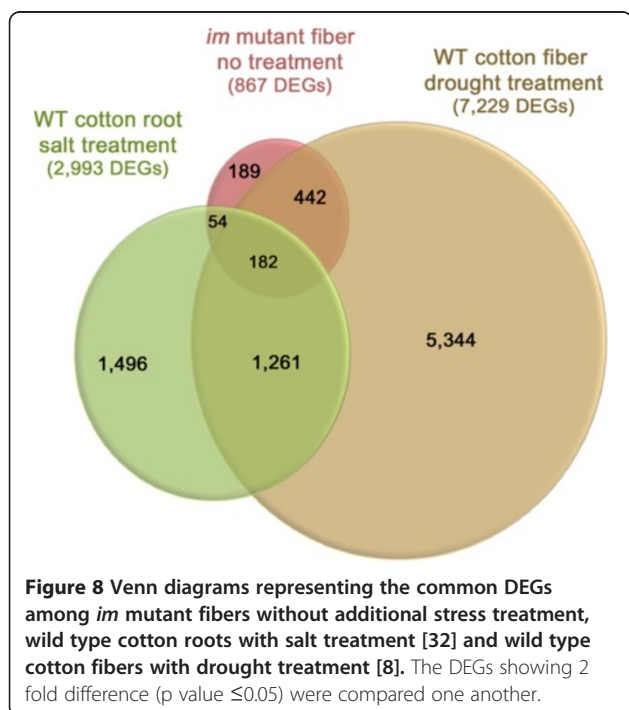 im mutant fiber
no treatment
(867 DEGs)
WT cotton fiber
drought treatment
(7,229 DEGs)
WT cotton root
salt treatment
(2,993 DEGs)
189
442
54
182
1,496
1,261
5,344
Figure 8 Venn diagrams representing the common DEGs
among im mutant fibers without additional stress treatment,
wild type cotton roots with salt treatment [32] and wild type
cotton fibers with drought treatment [8]. The DEGs showing 2
fold difference (p value ≤0.05) were compared one another.